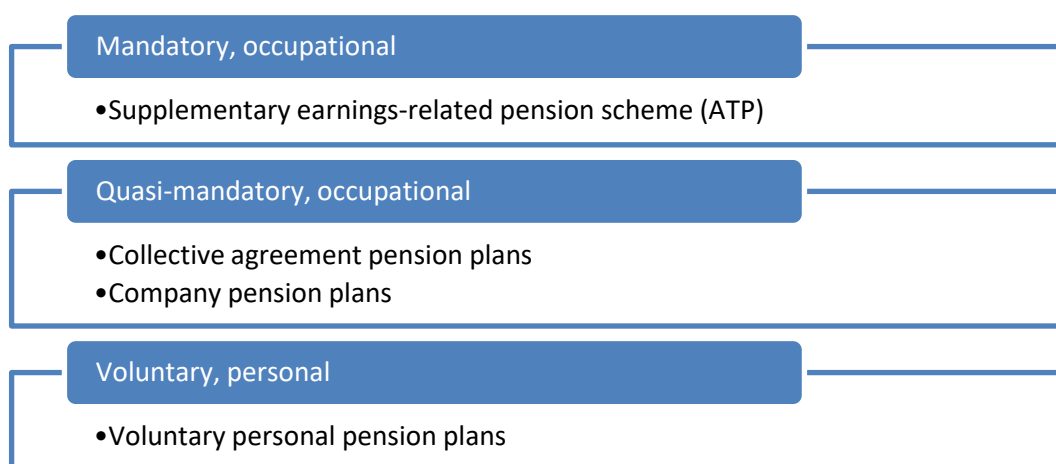 Mandatory, occupational
•Supplementary earnings-related pension scheme (ATP)
Quasi-mandatory, occupational
•Collective agreement pension plans
•Company pension plans
Voluntary, personal
•Voluntary personal pension plans